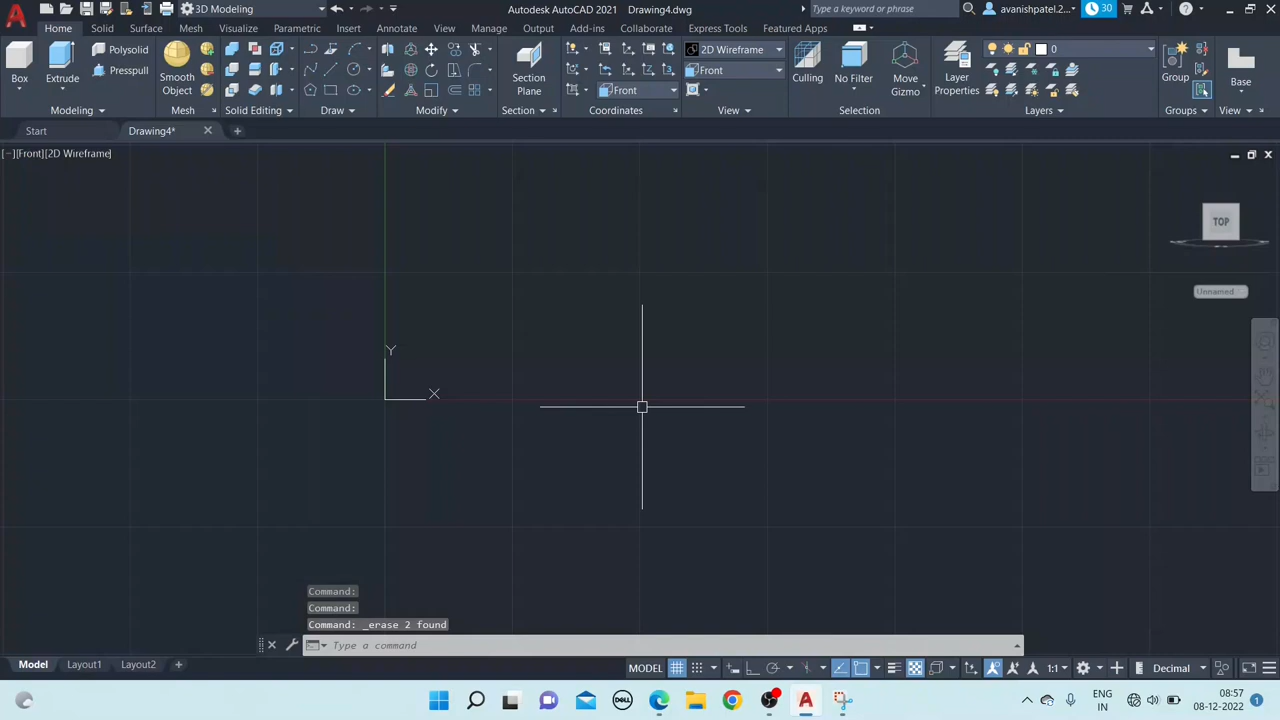 3D Modeling
Autodesk AutoCAD 2021 Drawing4.dwg
Type a keyword or phrase
avanishpatel.2...
30
Home Solid Surface Mesh Visualize Parametric Insert Annotate View Manage Output Add-ins Collaborate Express Tools Featured Apps
Box
Extrude
Polysolid
Presspull
Smooth
Object
Section
Plane
2D Wireframe
Front
Front
Culling
No Filter
Move
Gizmo
Layer
Properties
0
Group
Base
Modeling
Mesh
Solid Editing
Draw
Modify
Section
Coordinates
View
Selection
Layers
Groups
View
Start
Drawing4*
[−][Front][2D Wireframe]
TOP
Unnamed
Y
X
Command:
Command:
Command: _erase 2 found
Type a command
Model Layout1 Layout2
MODEL
1:1
Decimal
DELL
ENG
IN
08:57
08-12-2022
1